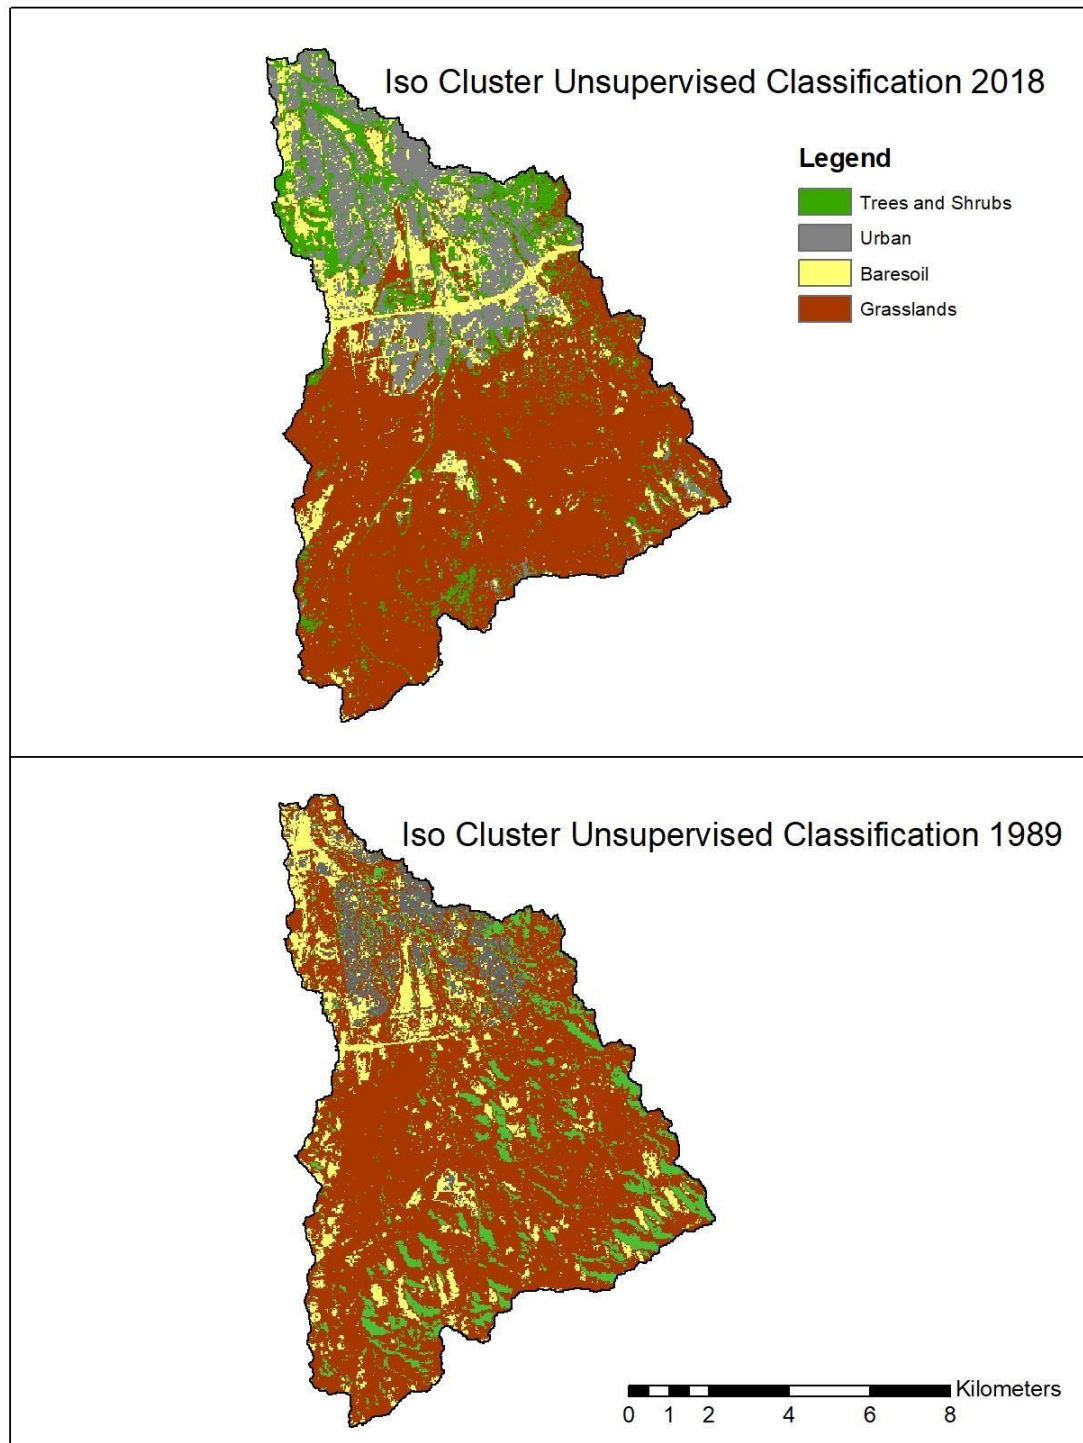 Iso Cluster Unsupervised Classification 2018
Legend
Trees and Shrubs
Urban
Baresoil
Grasslands
Iso Cluster Unsupervised Classification 1989
Kilometers
0 1 2 4 6 8